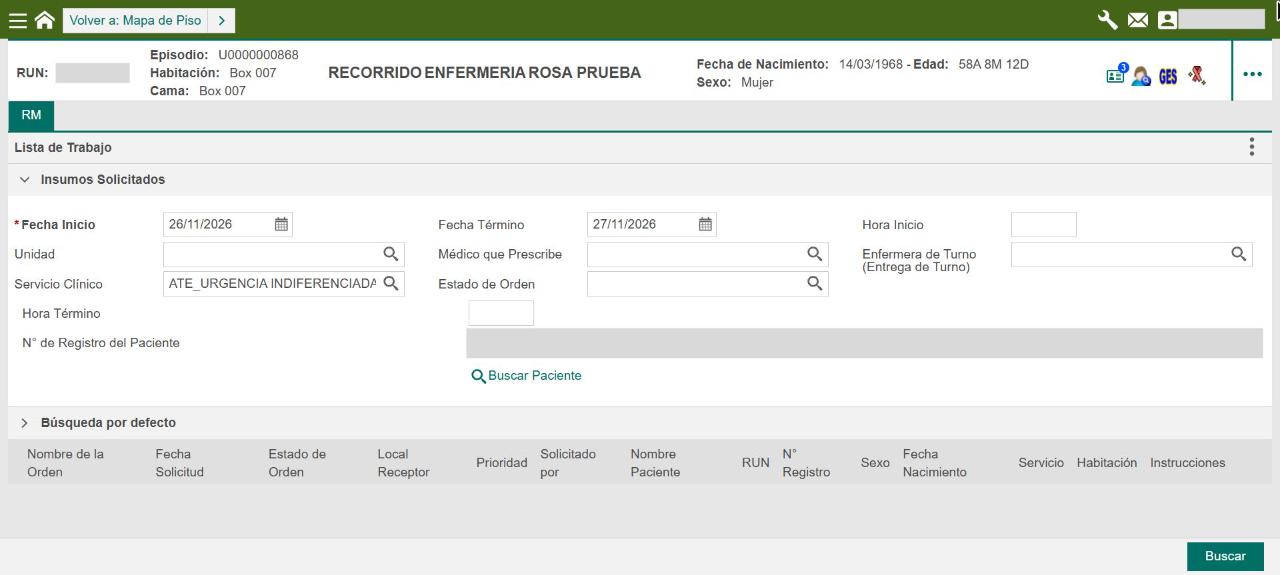 Volver a: Mapa de Piso
RUN:
Episodio: U0000000868
Habitación: Box 007
Cama: Box 007
RECORRIDO ENFERMERIA ROSA PRUEBA
Fecha de Nacimiento: 14/03/1968 - Edad: 58A 8M 12D
Sexo: Mujer
3
GES
RM
Lista de Trabajo
Insumos Solicitados
*Fecha Inicio 26/11/2026 Fecha Término 27/11/2026 Hora Inicio
Unidad Médico que Prescribe Enfermera de Turno
(Entrega de Turno)
Servicio Clínico ATE_URGENCIA INDIFERENCIADA Estado de Orden
Hora Término
N° de Registro del Paciente
Buscar Paciente
Búsqueda por defecto
Nombre de la Orden Fecha Solicitud Estado de Orden Local Receptor Prioridad Solicitado por Nombre Paciente RUN N° Registro Sexo Fecha Nacimiento Servicio Habitación Instrucciones
Buscar